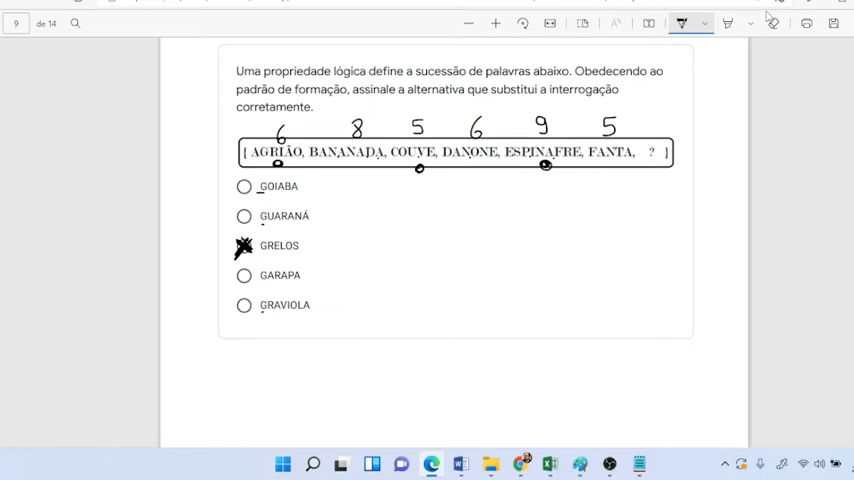 9 de 14
Uma propriedade lógica define a sucessão de palavras abaixo. Obedecendo ao
padrão de formação, assinale a alternativa que substitui a interrogação
corretamente.
6 8 5 6 9 5
{ AGRIÃO, BANANADA, COUVE, DANONE, ESPINAFRE, FANTA, ? }
GOIABA
GUARANÁ
GRELOS
GARAPA
GRAVIOLA